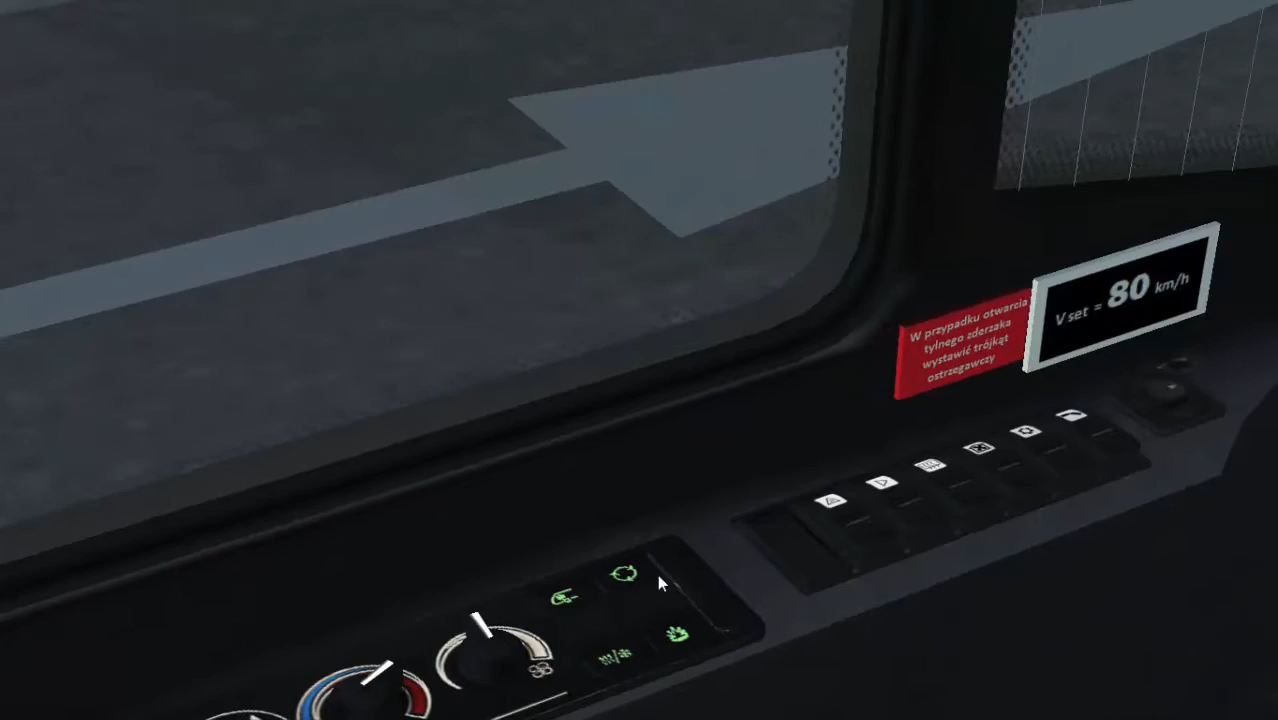 W przypadku otwarcia
tylnego zderzaka
wystawić trójkąt
ostrzegawczy
V set = 80 km/h